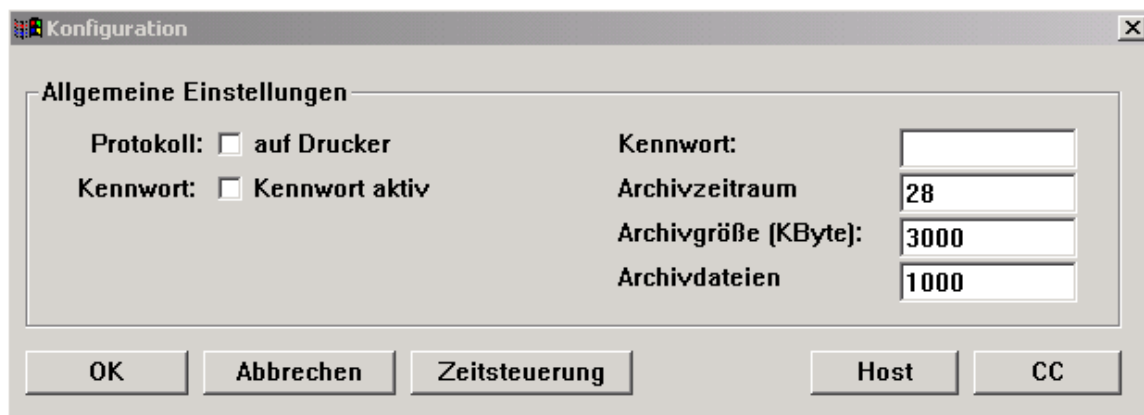 Konfiguration
Allgemeine Einstellungen
Protokoll: auf Drucker
Kennwort: Kennwort aktiv
Kennwort:
Archivzeitraum 28
Archivgröße (KByte): 3000
Archivdateien 1000
OK Abbrechen Zeitsteuerung Host CC